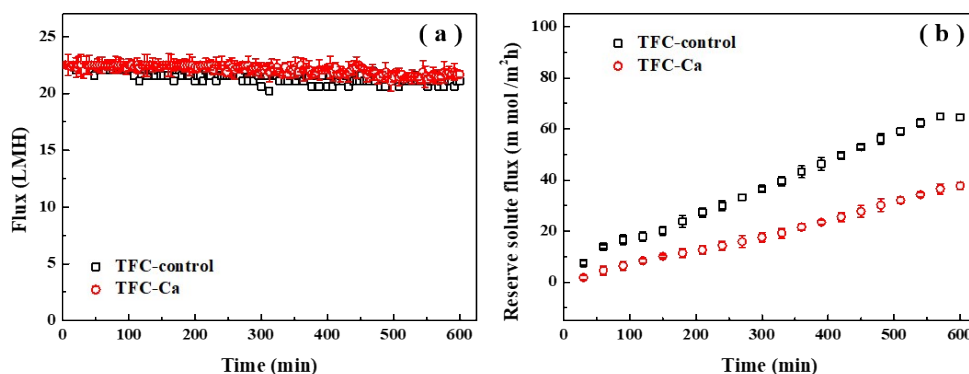 ( a )
25
20
15
10
5
0
Flux (LMH)
TFC-control
TFC-Ca
0 100 200 300 400 500 600
Time (min)
( b )
100
80
60
40
20
0
Reserve solute flux (m mol /m²h)
TFC-control
TFC-Ca
0 100 200 300 400 500 600
Time (min)